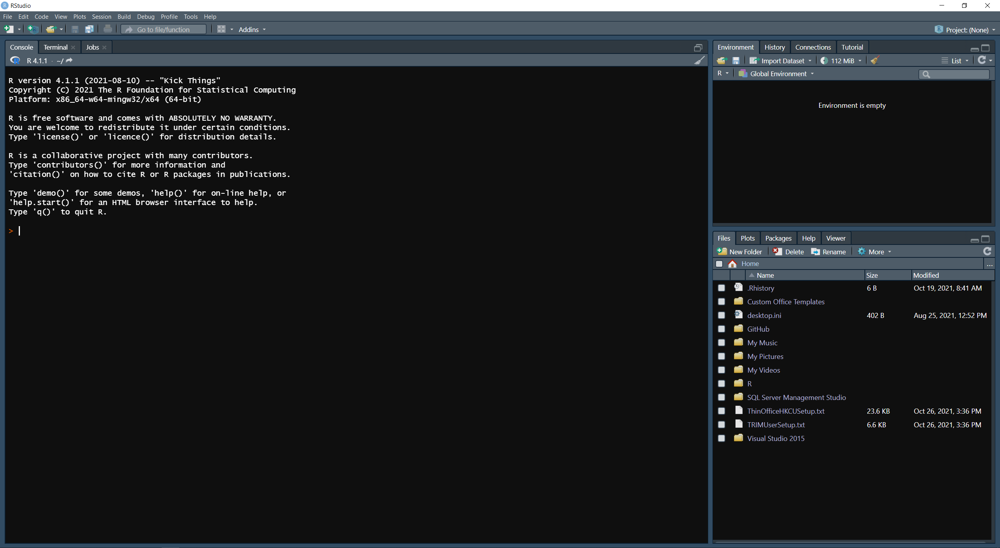 RStudio
File Edit Code View Plots Session Build Debug Profile Tools Help
Go to file/function Addins Project: (None)
Console Terminal Jobs
R 4.1.1 · ~/
R version 4.1.1 (2021-08-10) -- "Kick Things"
Copyright (C) 2021 The R Foundation for Statistical Computing
Platform: x86_64-w64-mingw32/x64 (64-bit)
R is free software and comes with ABSOLUTELY NO WARRANTY.
You are welcome to redistribute it under certain conditions.
Type 'license()' or 'licence()' for distribution details.
R is a collaborative project with many contributors.
Type 'contributors()' for more information and
'citation()' on how to cite R or R packages in publications.
Type 'demo()' for some demos, 'help()' for on-line help, or
'help.start()' for an HTML browser interface to help.
Type 'q()' to quit R.
>
Environment History Connections Tutorial
Import Dataset 112 MiB List
R Global Environment
Environment is empty
Files Plots Packages Help Viewer
New Folder Delete Rename More
Home ...
Name Size Modified
.Rhistory 6 B Oct 19, 2021, 8:41 AM
Custom Office Templates
desktop.ini 402 B Aug 25, 2021, 12:52 PM
GitHub
My Music
My Pictures
My Videos
R
SQL Server Management Studio
ThinOfficeHKCUSetup.txt 23.6 KB Oct 26, 2021, 3:36 PM
TRIMUserSetup.txt 6.6 KB Oct 26, 2021, 3:36 PM
Visual Studio 2015